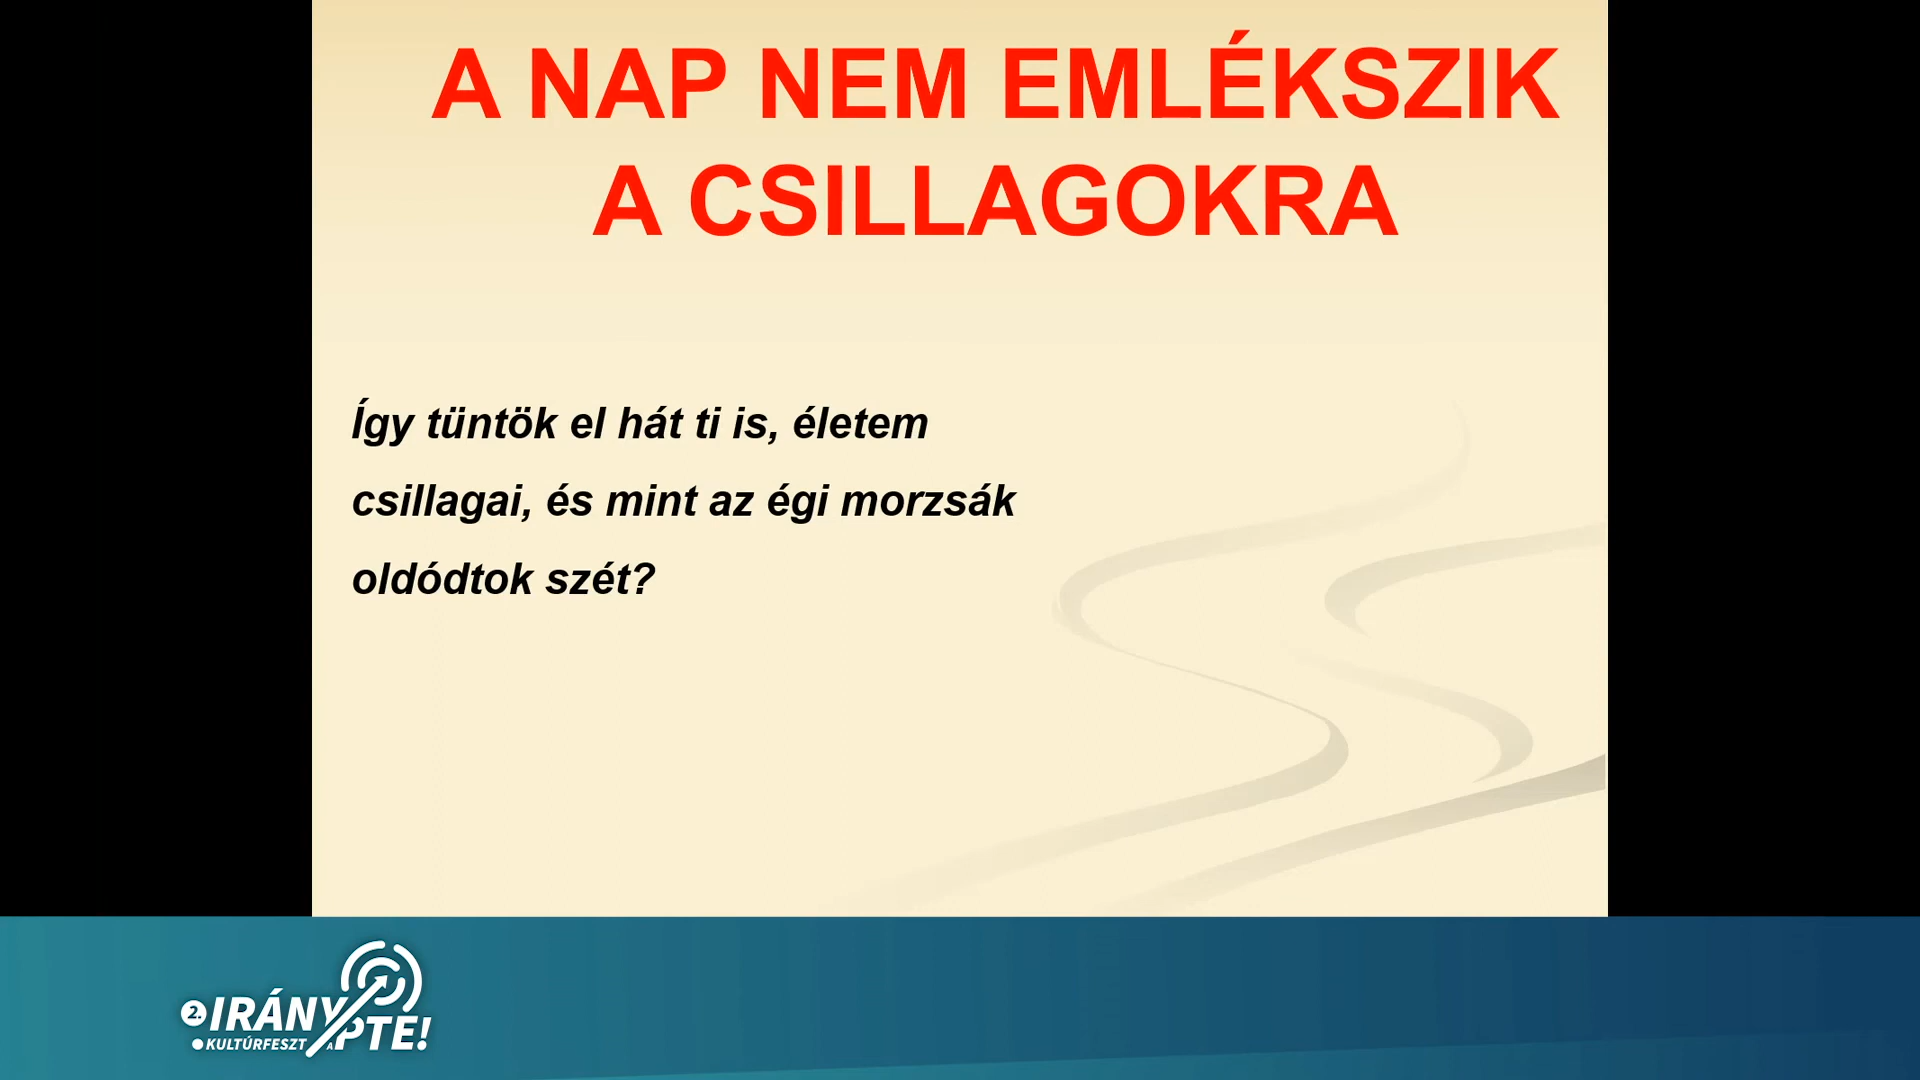 A NAP NEM EMLÉKSZIK
A CSILLAGOKRA
Így tüntök el hát ti is, életem
csillagai, és mint az égi morzsák
oldódtok szét?
2. IRÁNY
A PTE!
KULTÚRFESZT